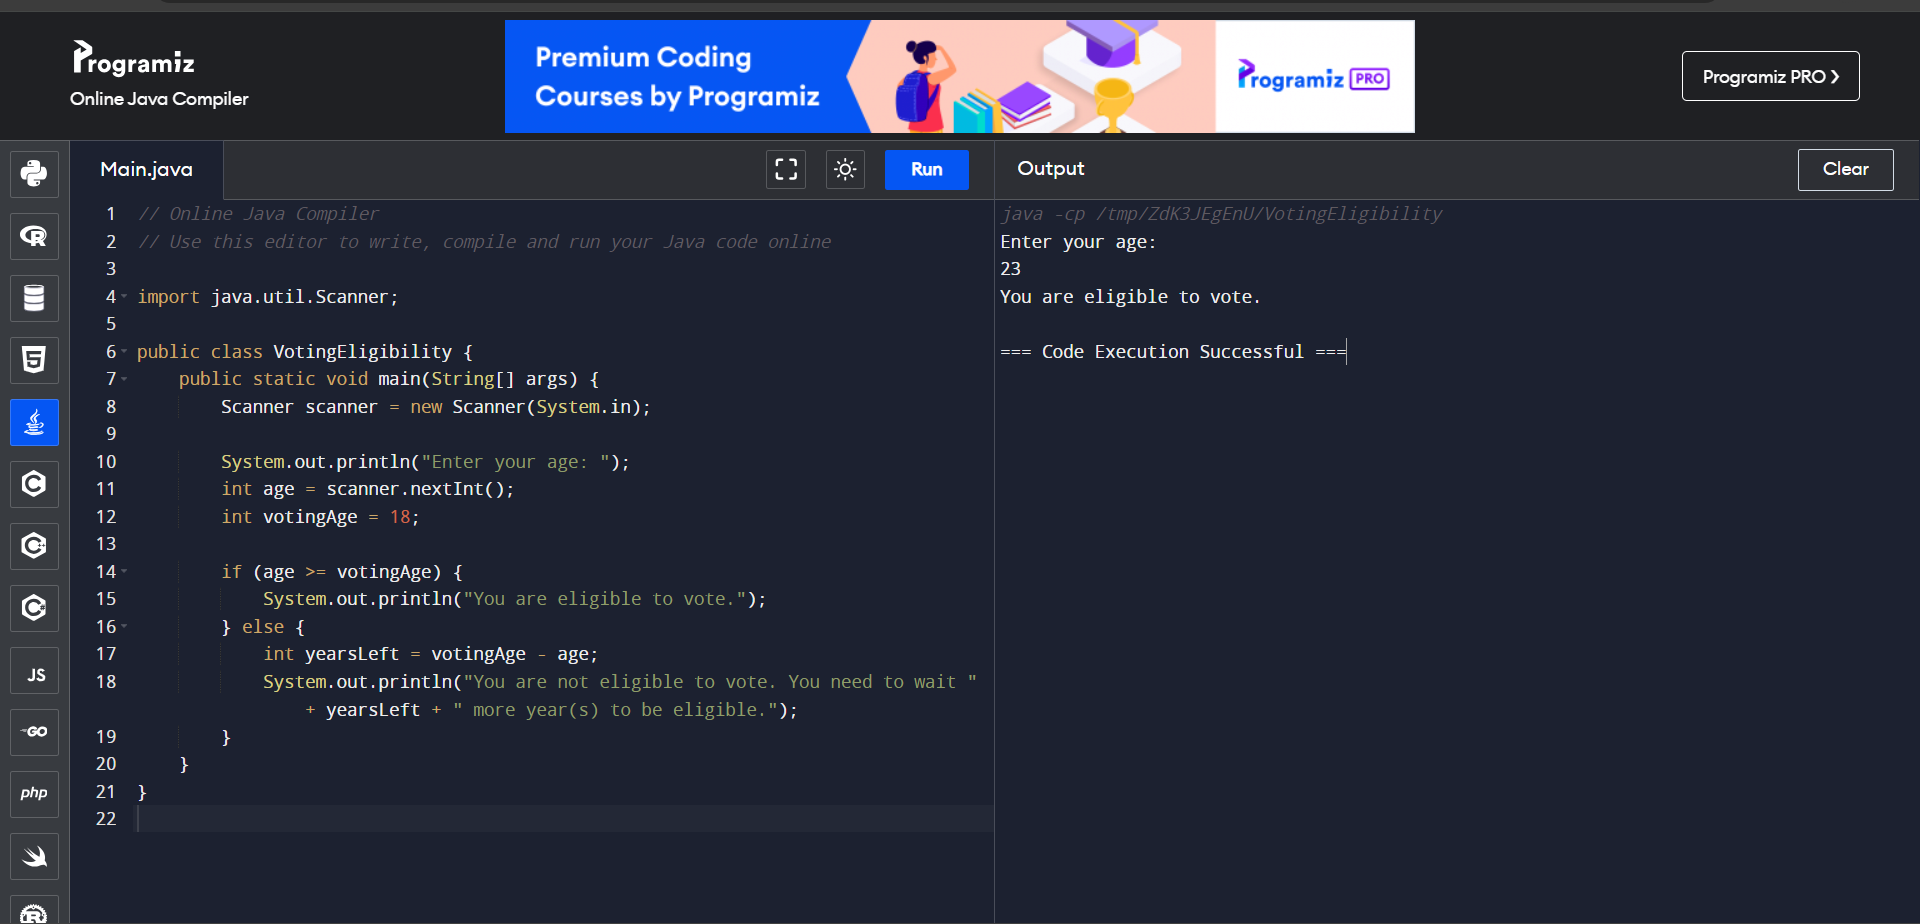 Programiz
Online Java Compiler
Premium Coding
Courses by Programiz
Programiz PRO
Programiz PRO ❯
Main.java
Run
Output
Clear
1 // Online Java Compiler
2 // Use this editor to write, compile and run your Java code online
3
4 import java.util.Scanner;
5
6 public class VotingEligibility {
7     public static void main(String[] args) {
8         Scanner scanner = new Scanner(System.in);
9
10         System.out.println("Enter your age: ");
11         int age = scanner.nextInt();
12         int votingAge = 18;
13
14         if (age >= votingAge) {
15             System.out.println("You are eligible to vote.");
16         } else {
17             int yearsLeft = votingAge - age;
18             System.out.println("You are not eligible to vote. You need to wait "
                + yearsLeft + " more year(s) to be eligible.");
19         }
20     }
21 }
22
java -cp /tmp/ZdK3JEgEnU/VotingEligibility
Enter your age:
23
You are eligible to vote.
=== Code Execution Successful ===
R
5
C
C+
C#
JS
GO
php
R